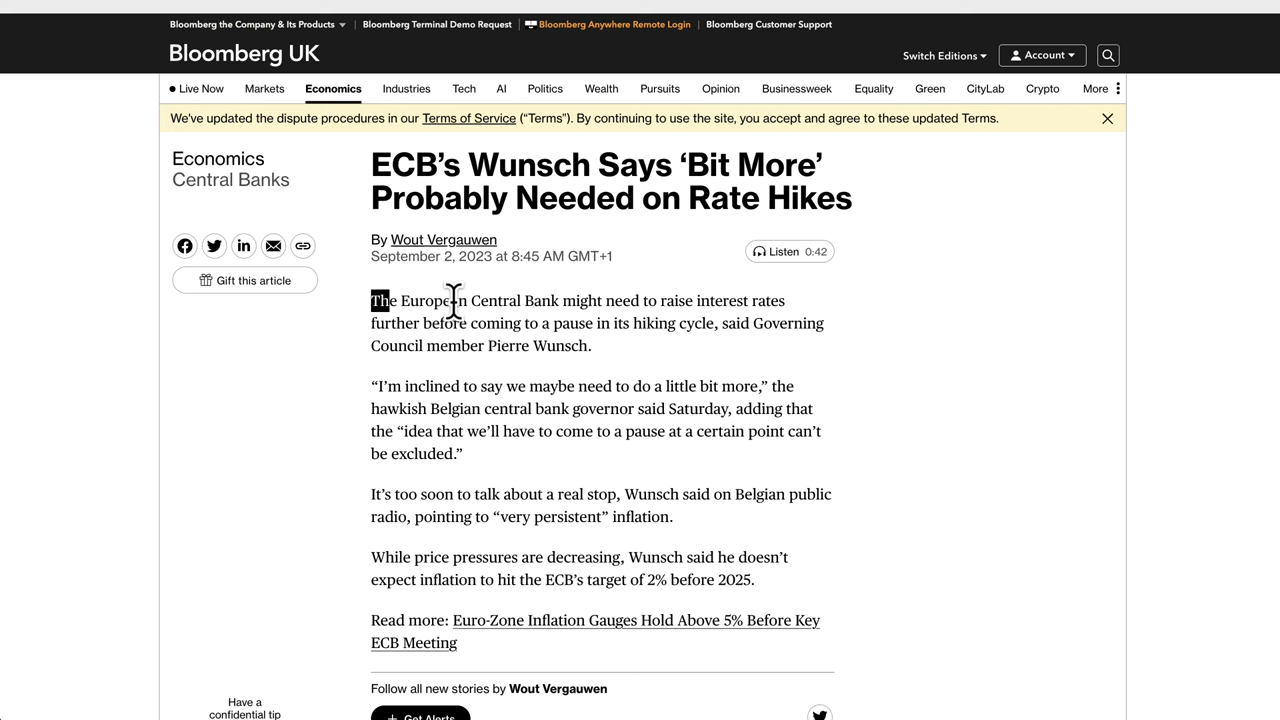 Bloomberg the Company & Its Products
Bloomberg Terminal Demo Request
Bloomberg Anywhere Remote Login
Bloomberg Customer Support
Bloomberg UK
Switch Editions
Account
Live Now
Markets
Economics
Industries
Tech
AI
Politics
Wealth
Pursuits
Opinion
Businessweek
Equality
Green
CityLab
Crypto
More
We've updated the dispute procedures in our Terms of Service (“Terms”). By continuing to use the site, you accept and agree to these updated Terms.
Economics
Central Banks
ECB’s Wunsch Says ‘Bit More’
Probably Needed on Rate Hikes
By Wout Vergauwen
September 2, 2023 at 8:45 AM GMT+1
Listen 0:42
Gift this article
The European Central Bank might need to raise interest rates
further before coming to a pause in its hiking cycle, said Governing
Council member Pierre Wunsch.
“I’m inclined to say we maybe need to do a little bit more,” the
hawkish Belgian central bank governor said Saturday, adding that
the “idea that we’ll have to come to a pause at a certain point can’t
be excluded.”
It’s too soon to talk about a real stop, Wunsch said on Belgian public
radio, pointing to “very persistent” inflation.
While price pressures are decreasing, Wunsch said he doesn’t
expect inflation to hit the ECB’s target of 2% before 2025.
Read more: Euro-Zone Inflation Gauges Hold Above 5% Before Key
ECB Meeting
Follow all new stories by Wout Vergauwen
+ Get Alerts
Have a
confidential tip